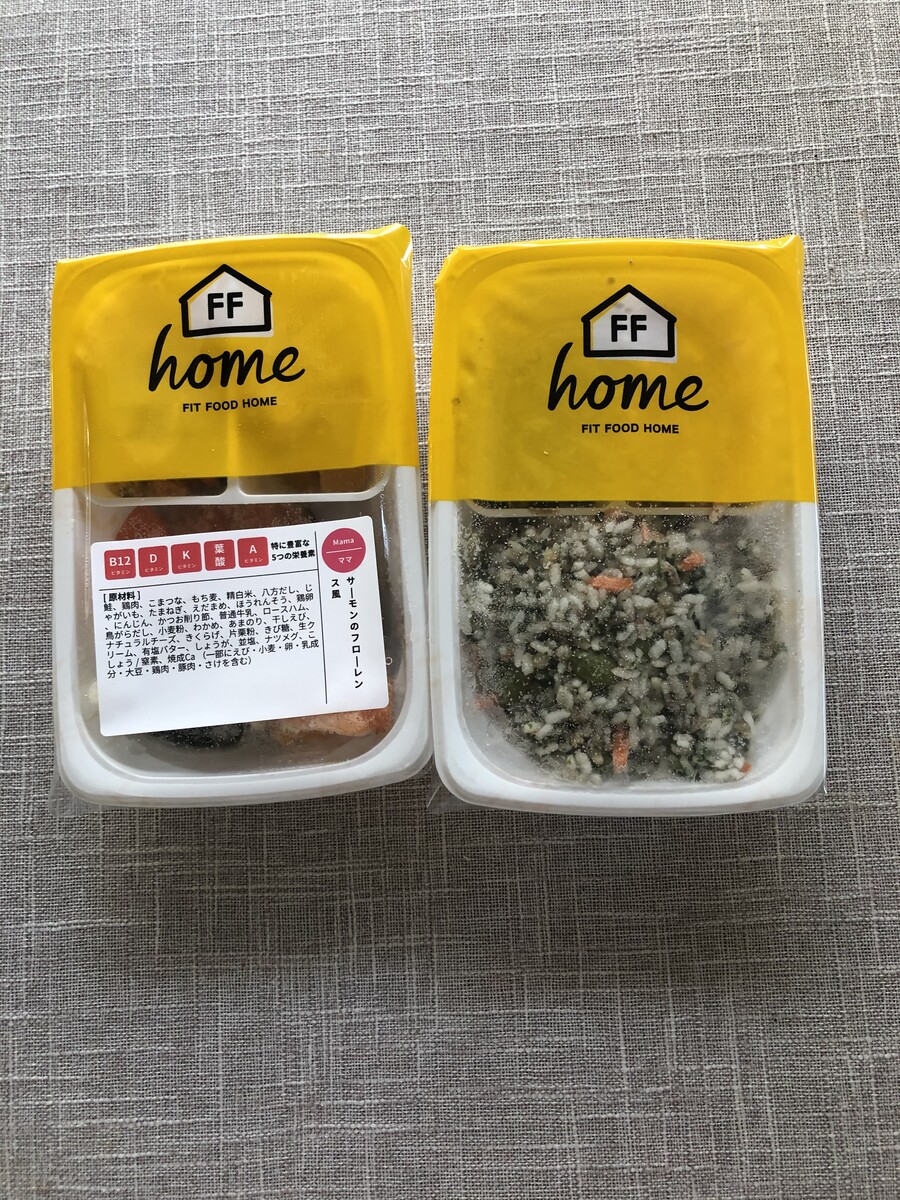 FF
home
FIT FOOD HOME
B12
ビタミン
D
ビタミン
K
ビタミン
葉酸
A
ビタミン
特に豊富な
5つの栄養素
Mama
ママ
サーモンのフローレン
ス風
[原材料]
鮭、鶏肉、こまつな、もち麦、精白米、八方だし、じ
ゃがいも、たまねぎ、えだまめ、ほうれんそう、鶏卵
、にんじん、かつお削り節、普通牛乳、ロースハム、
鳥がらだし、小麦粉、わかめ、あまのり、干しえび、
ナチュラルチーズ、きくらげ、片栗粉、きび糖、生ク
リーム、有塩バター、しょうが、並塩、ナツメグ、こ
しょう/窒素、焼成Ca(一部にえび・小麦・卵・乳成
分・大豆・鶏肉・豚肉・さけを含む)
FF
home
FIT FOOD HOME